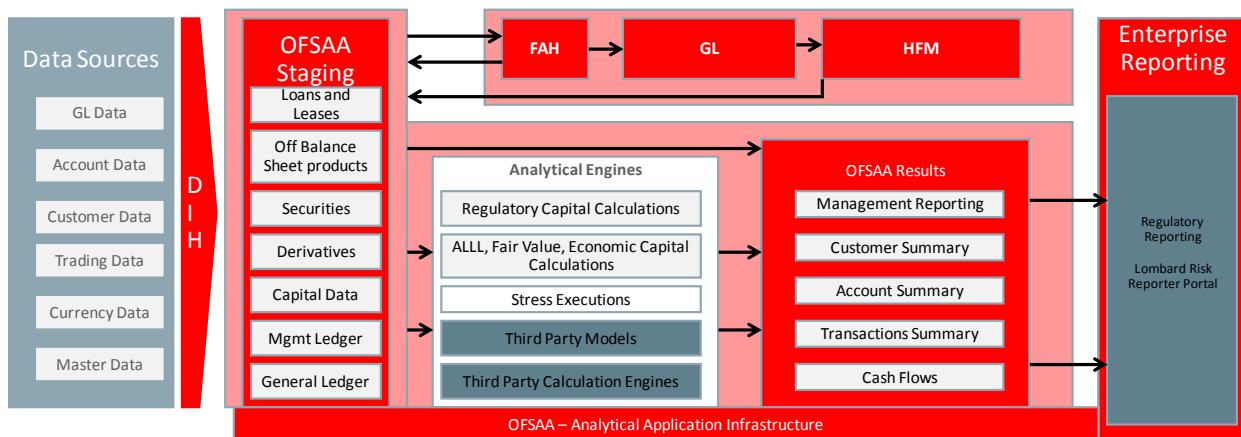 Data Sources
GL Data
Account Data
Customer Data
Trading Data
Currency Data
Master Data
D
I
H
OFSAA
Staging
Loans and
Leases
Off Balance
Sheet products
Securities
Derivatives
Capital Data
Mgmt Ledger
General Ledger
FAH
GL
HFM
Analytical Engines
Regulatory Capital Calculations
ALLL, Fair Value, Economic Capital
Calculations
Stress Executions
Third Party Models
Third Party Calculation Engines
OFSAA Results
Management Reporting
Customer Summary
Account Summary
Transactions Summary
Cash Flows
Enterprise
Reporting
Regulatory
Reporting
Lombard Risk
Reporter Portal
OFSAA – Analytical Application Infrastructure